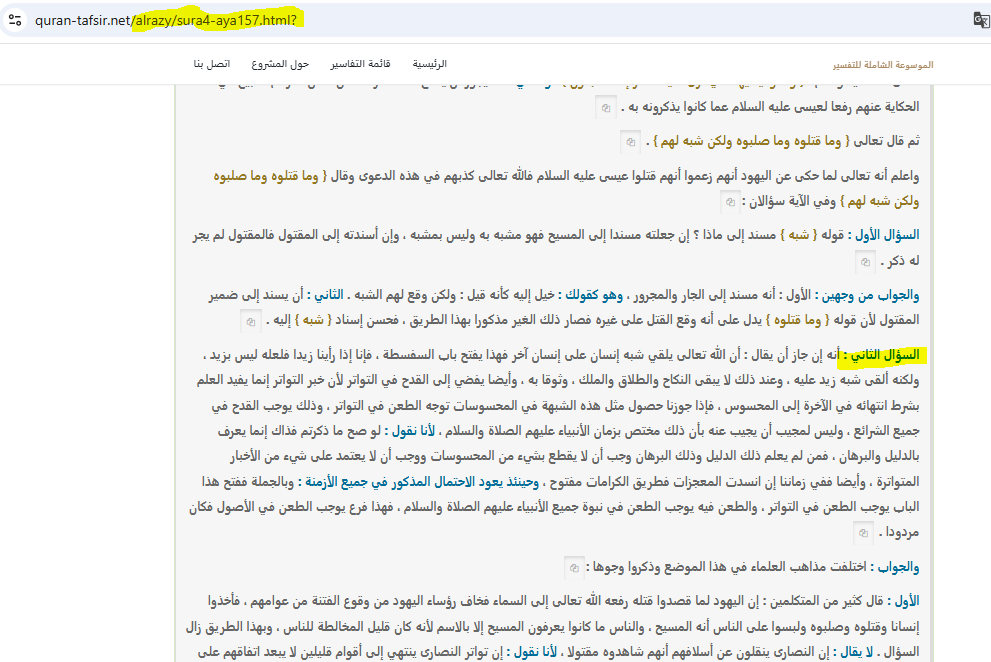 quran-tafsir.net/alrazy/sura4-aya157.html?
الموسوعة الشاملة للتفسير
الرئيسية قائمة التفاسير حول المشروع اتصل بنا
الحكاية عنهم رفعا لعيسى عليه السلام عما كانوا يذكرونه به .
ثم قال تعالى { وما قتلوه وما صلبوه ولكن شبه لهم } .
واعلم أنه تعالى لما حكى عن اليهود أنهم زعموا أنهم قتلوا عيسى عليه السلام فالله تعالى كذبهم في هذه الدعوى وقال { وما قتلوه وما صلبوه
ولكن شبه لهم } وفي الآية سؤالان :
السؤال الأول : قوله { شبه } مسند إلى ماذا ؟ إن جعلته مسندا إلى المسيح فهو مشبه به وليس بمشبه ، وإن أسندته إلى المقتول فالمقتول لم يجر
له ذكر .
والجواب من وجهين : الأول : أنه مسند إلى الجار والمجرور ، وهو كقولك : خيل إليه كأنه قيل : ولكن وقع لهم الشبه . الثاني : أن يسند إلى ضمير
المقتول لأن قوله { وما قتلوه } يدل على أنه وقع القتل على غيره فصار ذلك الغير مذكورا بهذا الطريق ، فحسن إسناد { شبه } إليه .
السؤال الثاني : أنه إن جاز أن يقال : أن الله تعالى يلقي شبه إنسان على إنسان آخر فهذا يفتح باب السفسطة ، فإنا إذا رأينا زيدا فلعله ليس بزيد ،
ولكنه ألقى شبه زيد عليه ، وعند ذلك لا يبقى النكاح والطلاق والملك ، وثوقا به ، وأيضا يفضي إلى القدح في التواتر لأن خبر التواتر إنما يفيد العلم
بشرط انتهائه في الآخرة إلى المحسوس ، فإذا جوزنا حصول مثل هذه الشبهة في المحسوسات توجه الطعن في التواتر ، وذلك يوجب القدح في
جميع الشرائع ، وليس لمجيب أن يجيب عنه بأن ذلك مختص بزمان الأنبياء عليهم الصلاة والسلام ، لأنا نقول : لو صح ما ذكرتم فذاك إنما يعرف
بالدليل والبرهان ، فمن لم يعلم ذلك الدليل وذلك البرهان وجب أن لا يقطع بشيء من المحسوسات ووجب أن لا يعتمد على شيء من الأخبار
المتواترة ، وأيضا ففي زماننا إن انسدت المعجزات فطريق الكرامات مفتوح ، وحينئذ يعود الاحتمال المذكور في جميع الأزمنة : وبالجملة ففتح هذا
الباب يوجب الطعن في التواتر ، والطعن فيه يوجب الطعن في نبوة جميع الأنبياء عليهم الصلاة والسلام ، فهذا فرع يوجب الطعن في الأصول فكان
مردودا .
والجواب : اختلفت مذاهب العلماء في هذا الموضع وذكروا وجوها :
الأول : قال كثير من المتكلمين : إن اليهود لما قصدوا قتله رفعه الله تعالى إلى السماء فخاف رؤساء اليهود من وقوع الفتنة من عوامهم ، فأخذوا
إنسانا وقتلوه وصلبوه ولبسوا على الناس أنه المسيح ، والناس ما كانوا يعرفون المسيح إلا بالاسم لأنه كان قليل المخالطة للناس ، وبهذا الطريق زال
السؤال . لا يقال : إن النصارى ينقلون عن أسلافهم أنهم شاهدوه مقتولا ، لأنا نقول : إن تواتر النصارى ينتهي إلى أقوام قليلين لا يبعد اتفاقهم على